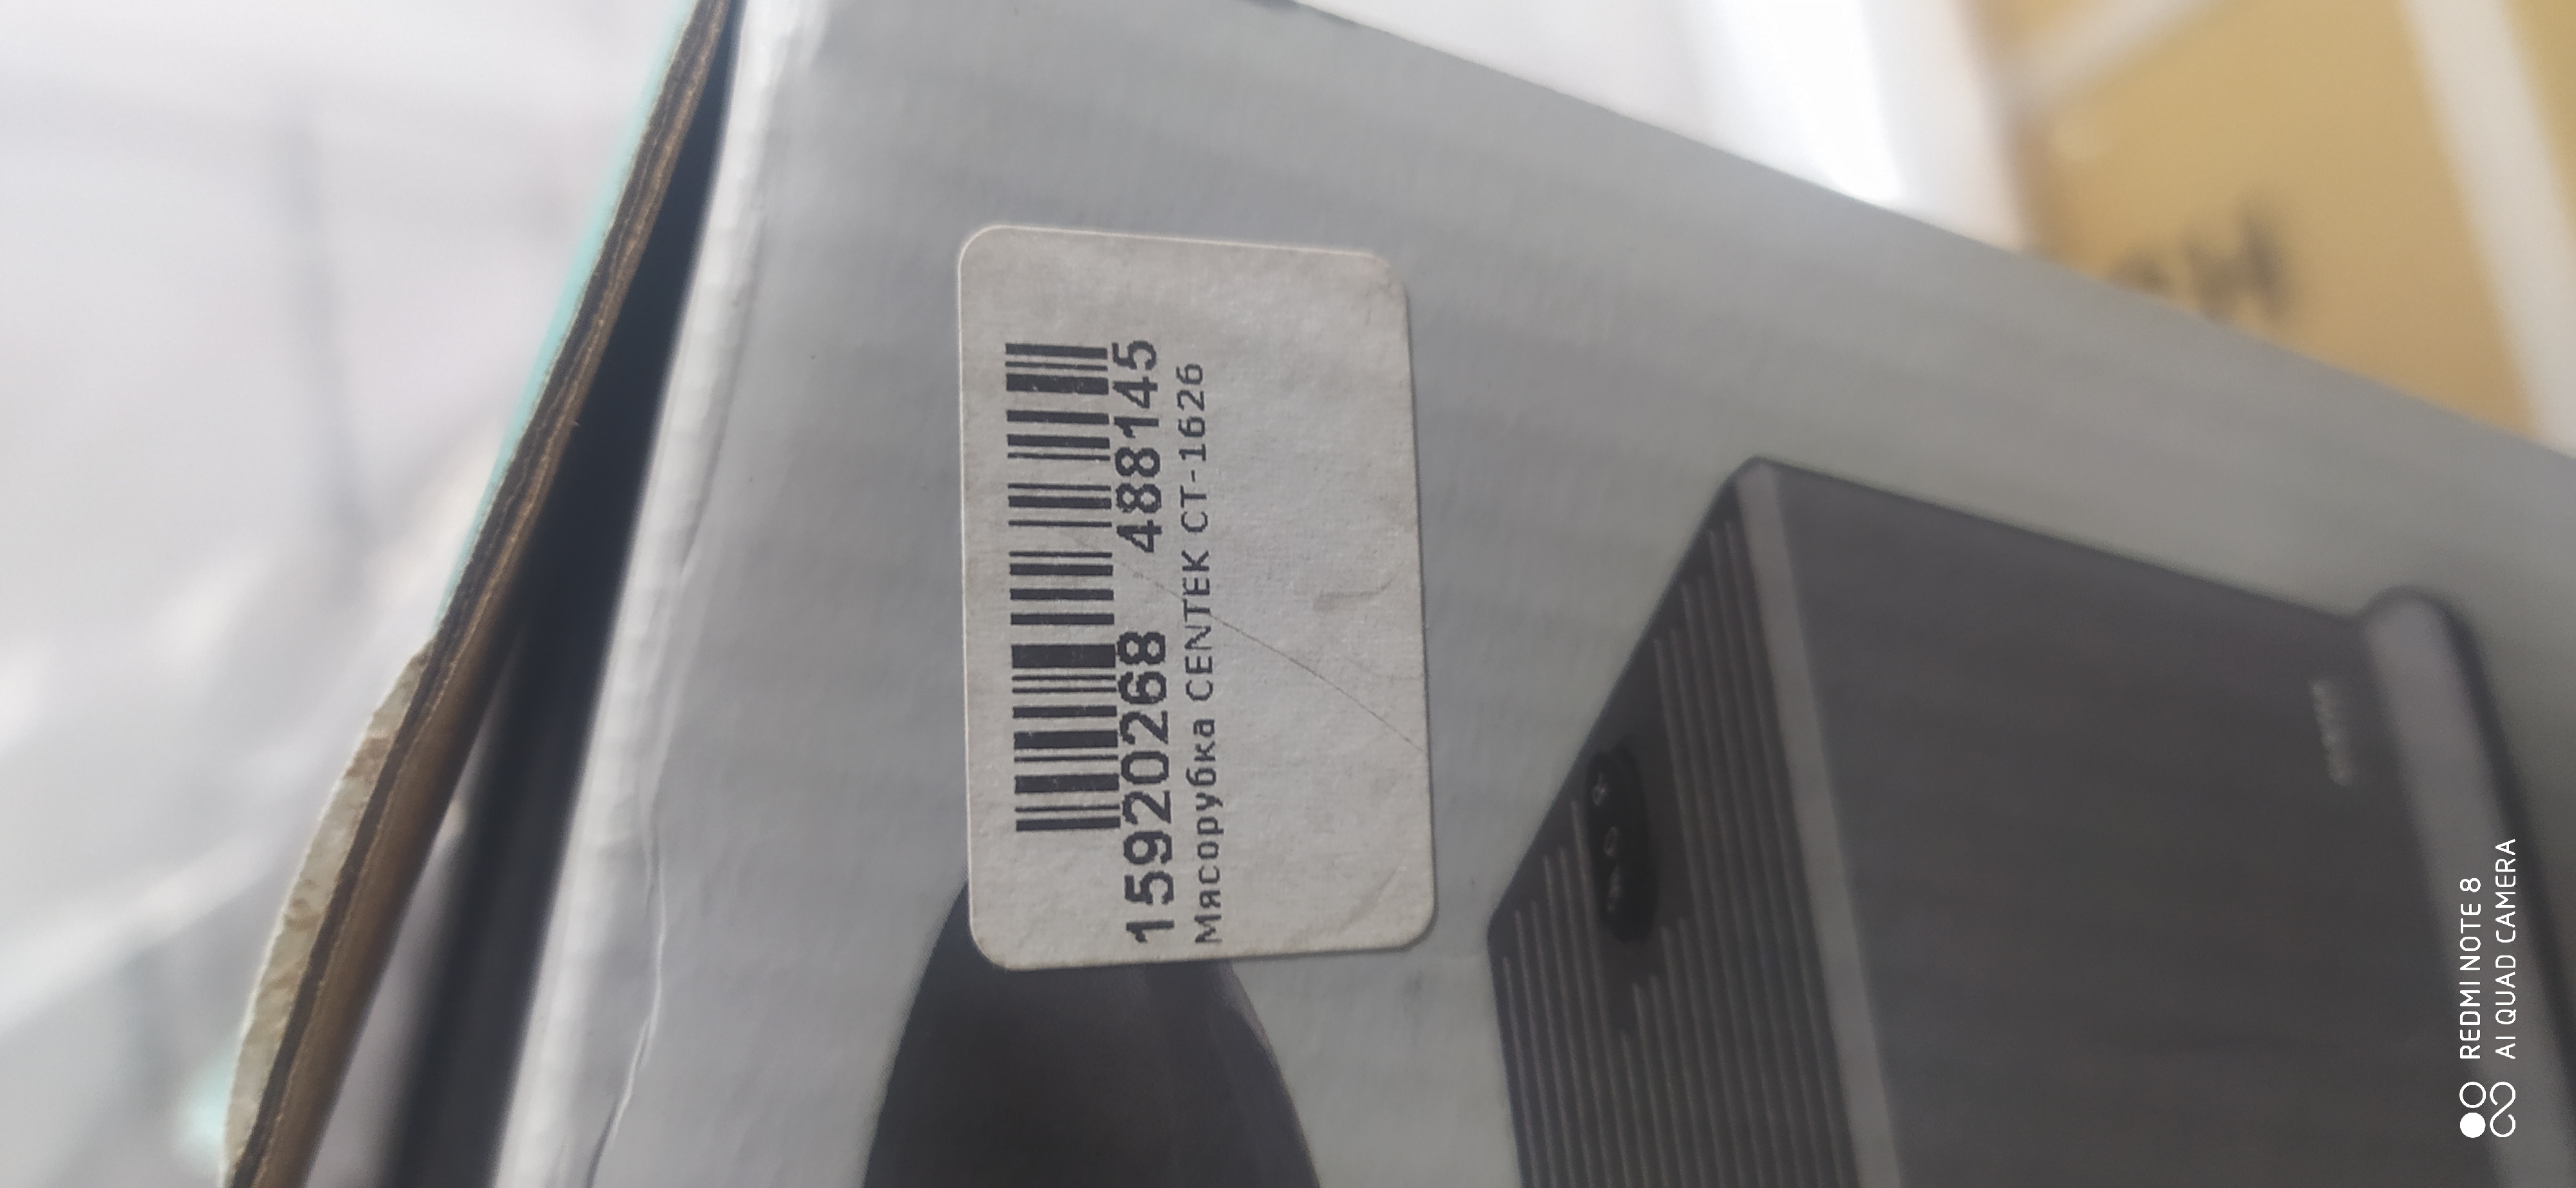 15920268 488145
Мясорубка CENTEK CT-1626
REDMI NOTE 8
AI QUAD CAMERA